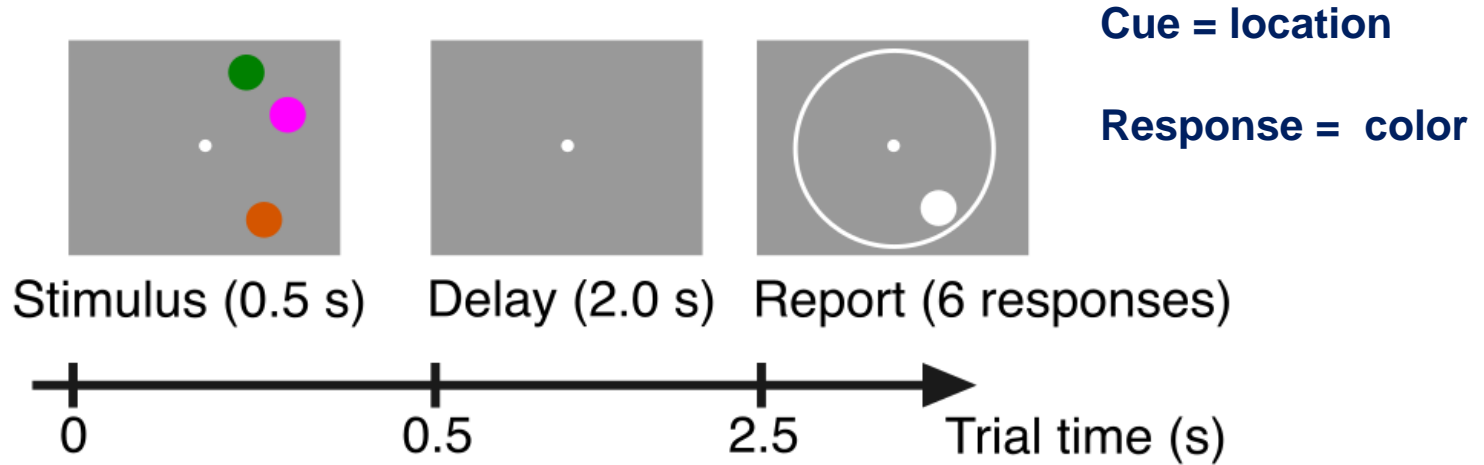 Cue = location
Response = color
Stimulus (0.5 s) Delay (2.0 s) Report (6 responses)
0 0.5 2.5 Trial time (s)